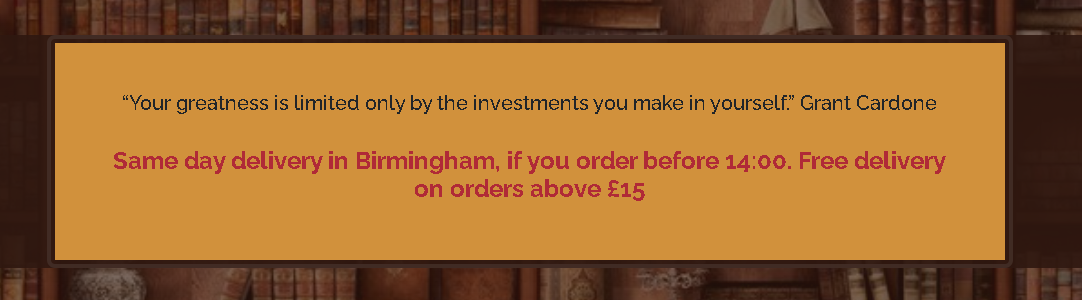 “Your greatness is limited only by the investments you make in yourself.” Grant Cardone
Same day delivery in Birmingham, if you order before 14:00. Free delivery
on orders above £15